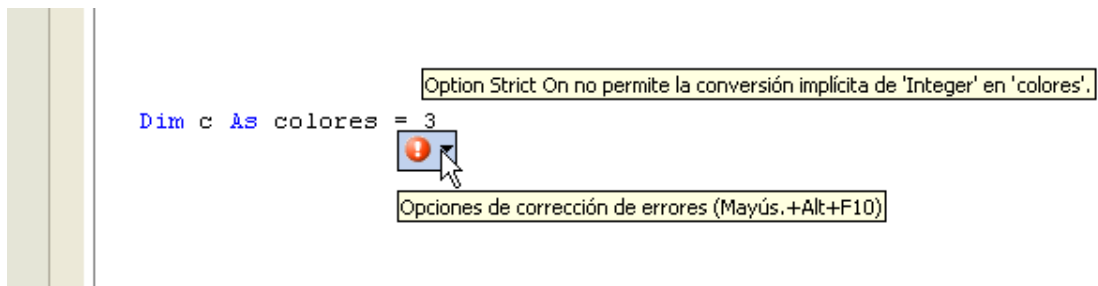 Option Strict On no permite la conversión implícita de 'Integer' en 'colores'.
Dim c As colores = 3
Opciones de corrección de errores (Mayús.+Alt+F10)